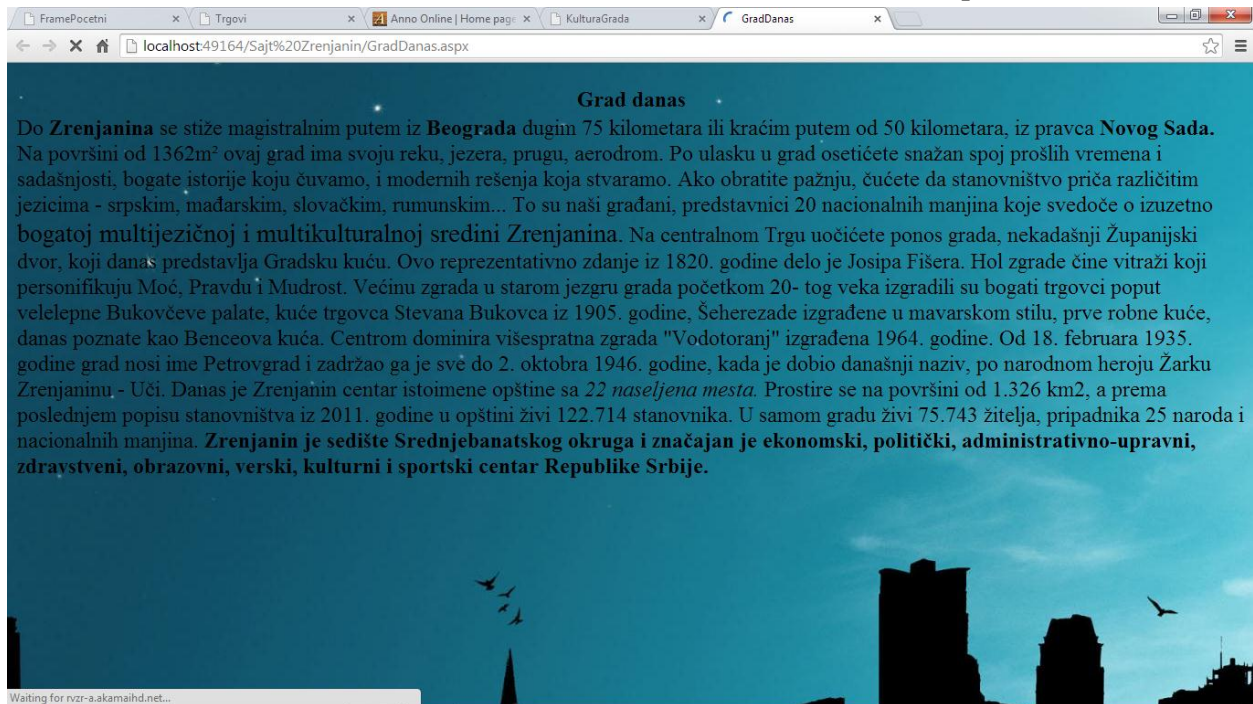 FramePocetni
Trgovi
Anno Online | Home page
KulturaGrada
GradDanas
localhost:49164/Sajt%20Zrenjanin/GradDanas.aspx
Grad danas
Do Zrenjanina se stiže magistralnim putem iz Beograda dugim 75 kilometara ili kraćim putem od 50 kilometara, iz pravca Novog Sada.
Na površini od 1362m² ovaj grad ima svoju reku, jezera, prugu, aerodrom. Po ulasku u grad osetićete snažan spoj prošlih vremena i
sadašnjosti, bogate istorije koju čuvamo, i modernih rešenja koja stvaramo. Ako obratite pažnju, čućete da stanovništvo priča različitim
jezicima - srpskim, mađarskim, slovačkim, rumunskim... To su naši građani, predstavnici 20 nacionalnih manjina koje svedoče o izuzetno
bogatoj multijezičnoj i multikulturalnoj sredini Zrenjanina. Na centralnom Trgu uočićete ponos grada, nekadašnji Županijski
dvor, koji danas predstavlja Gradsku kuću. Ovo reprezentativno zdanje iz 1820. godine delo je Josipa Fišera. Hol zgrade čine vitraži koji
personifikuju Moć, Pravdu i Mudrost. Većinu zgrada u starom jezgru grada početkom 20- tog veka izgradili su bogati trgovci poput
velelepne Bukovčeve palate, kuće trgovca Stevana Bukovca iz 1905. godine, Šeherezade izgrađene u mavarskom stilu, prve robne kuće,
danas poznate kao Benceova kuća. Centrom dominira višespratna zgrada "Vodotoranj" izgrađena 1964. godine. Od 18. februara 1935.
godine grad nosi ime Petrovgrad i zadržao ga je sve do 2. oktobra 1946. godine, kada je dobio današnji naziv, po narodnom heroju Žarku
Zrenjaninu - Uči. Danas je Zrenjanin centar istoimene opštine sa 22 naseljena mesta. Prostire se na površini od 1.326 km2, a prema
poslednjem popisu stanovništva iz 2011. godine u opštini živi 122.714 stanovnika. U samom gradu živi 75.743 žitelja, pripadnika 25 naroda i
nacionalnih manjina. Zrenjanin je sedište Srednjebanatskog okruga i značajan je ekonomski, politički, administrativno-upravni,
zdravstveni, obrazovni, verski, kulturni i sportski centar Republike Srbije.
Waiting for rvzr-a.akamaihd.net...